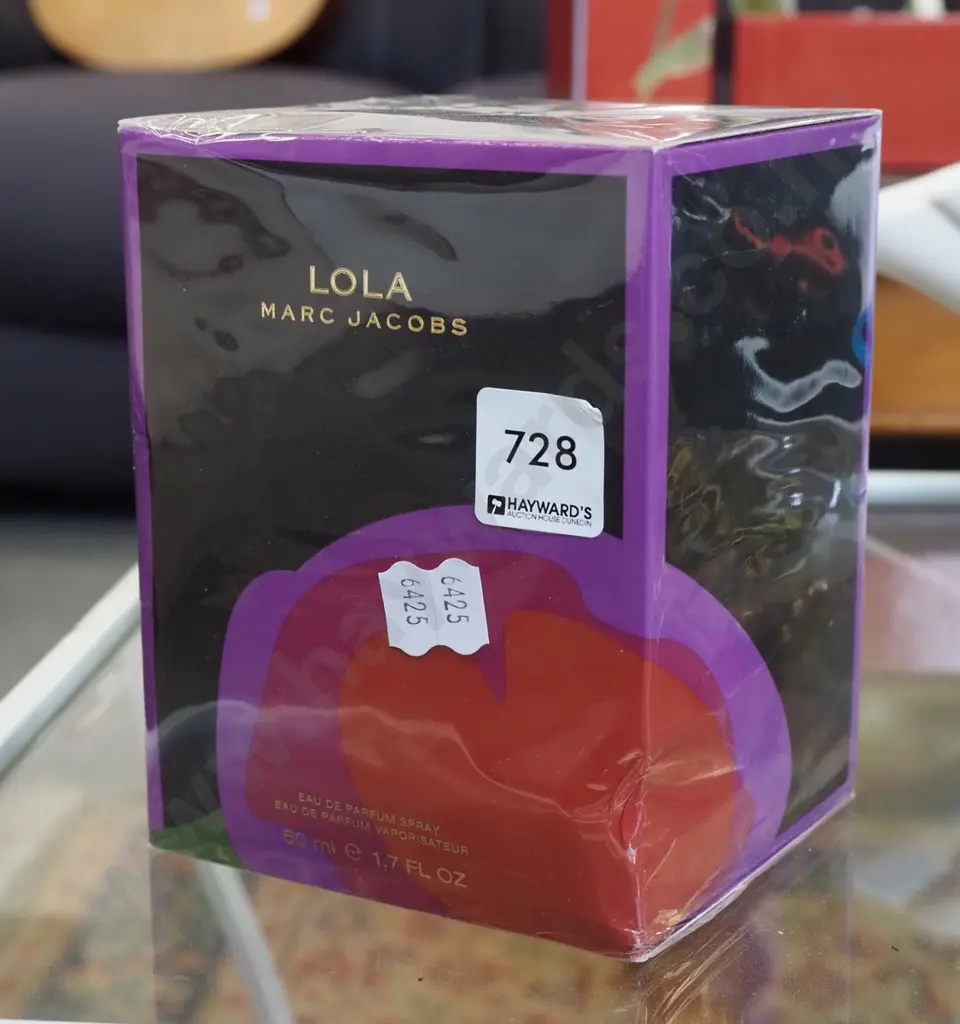 LOLA
MARC JACOBS
728
HAYWARD'S
AUCTION HOUSE DUNEDIN
6425
6425
EAU DE PARFUM SPRAY
EAU DE PARFUM VAPORISATEUR
50 ml e 1.7 FL OZ